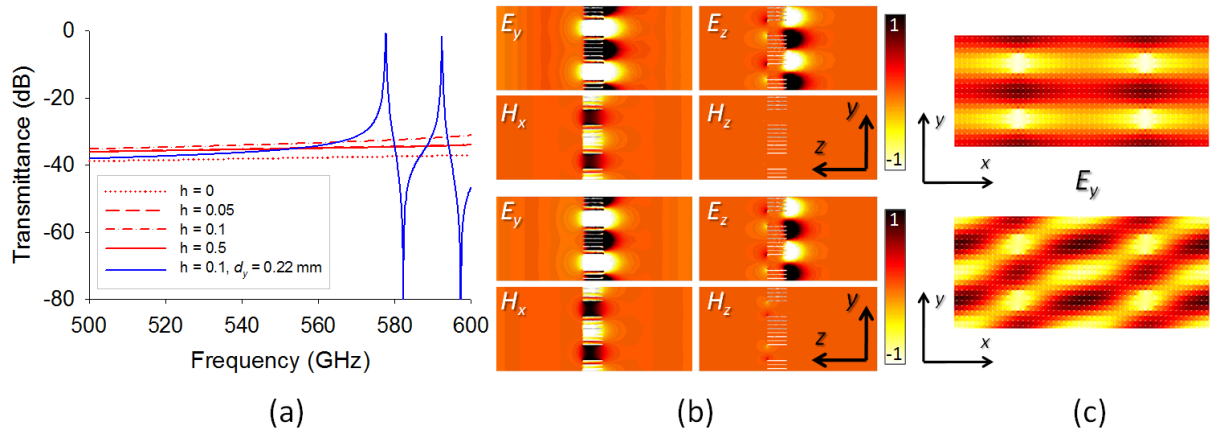 0
-20
-40
-60
-80
Transmittance (dB)
500 520 540 560 580 600
Frequency (GHz)
h = 0
h = 0.05
h = 0.1
h = 0.5
h = 0.1, dy = 0.22 mm
(a)
Ey
Ez
Hx
Hz
y
z
1
-1
Ey
Ez
Hx
Hz
y
z
1
-1
(b)
y
x
Ey
y
x
(c)